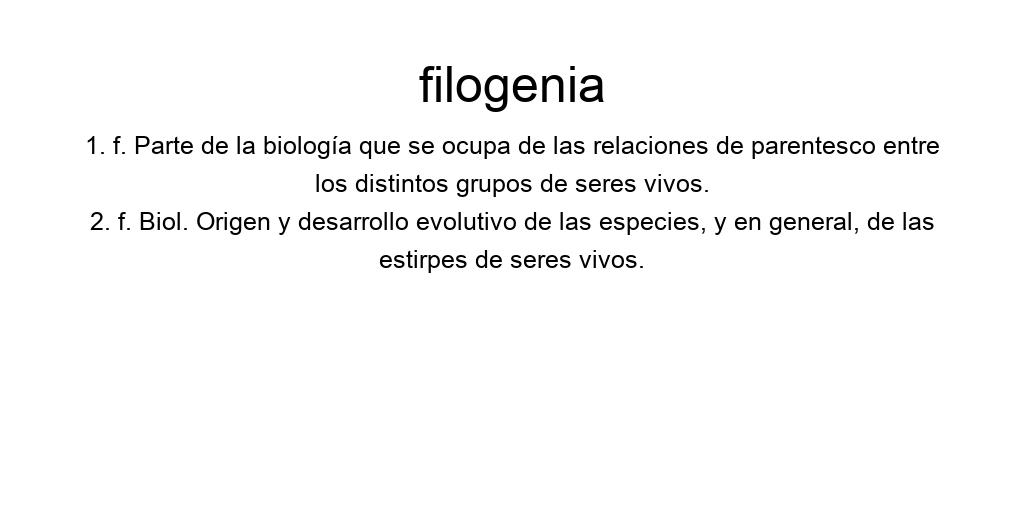 filogenia
1. f. Parte de la biología que se ocupa de las relaciones de parentesco entre
los distintos grupos de seres vivos.
2. f. Biol. Origen y desarrollo evolutivo de las especies, y en general, de las
estirpes de seres vivos.